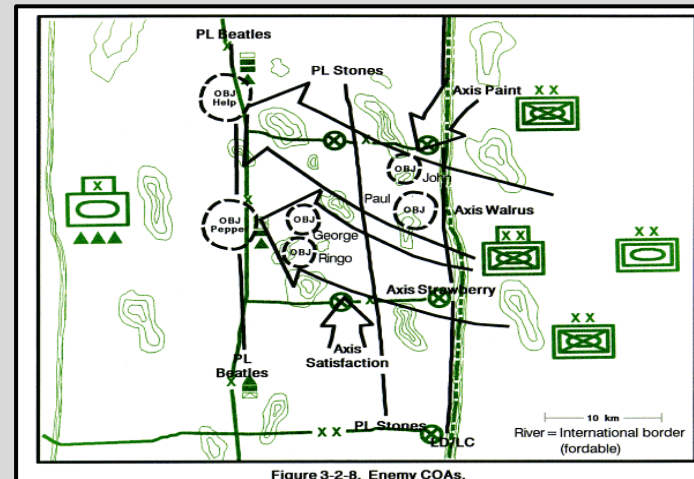 PL Beatles
X
PL Stones
Axis Paint
X X
OBJ
Help
X
OBJ
John
X
X
Paul
OBJ
OBJ
Pepper
OBJ
George
Axis Walrus
X X
X X
OBJ
Ringo
Axis Strawberry
X
X X
Axis
Satisfaction
PL
Beatles
X
10 km
PL Stones
X X
LD/LC
River = International border
(fordable)
Figure 3-2-8. Enemy COAs.